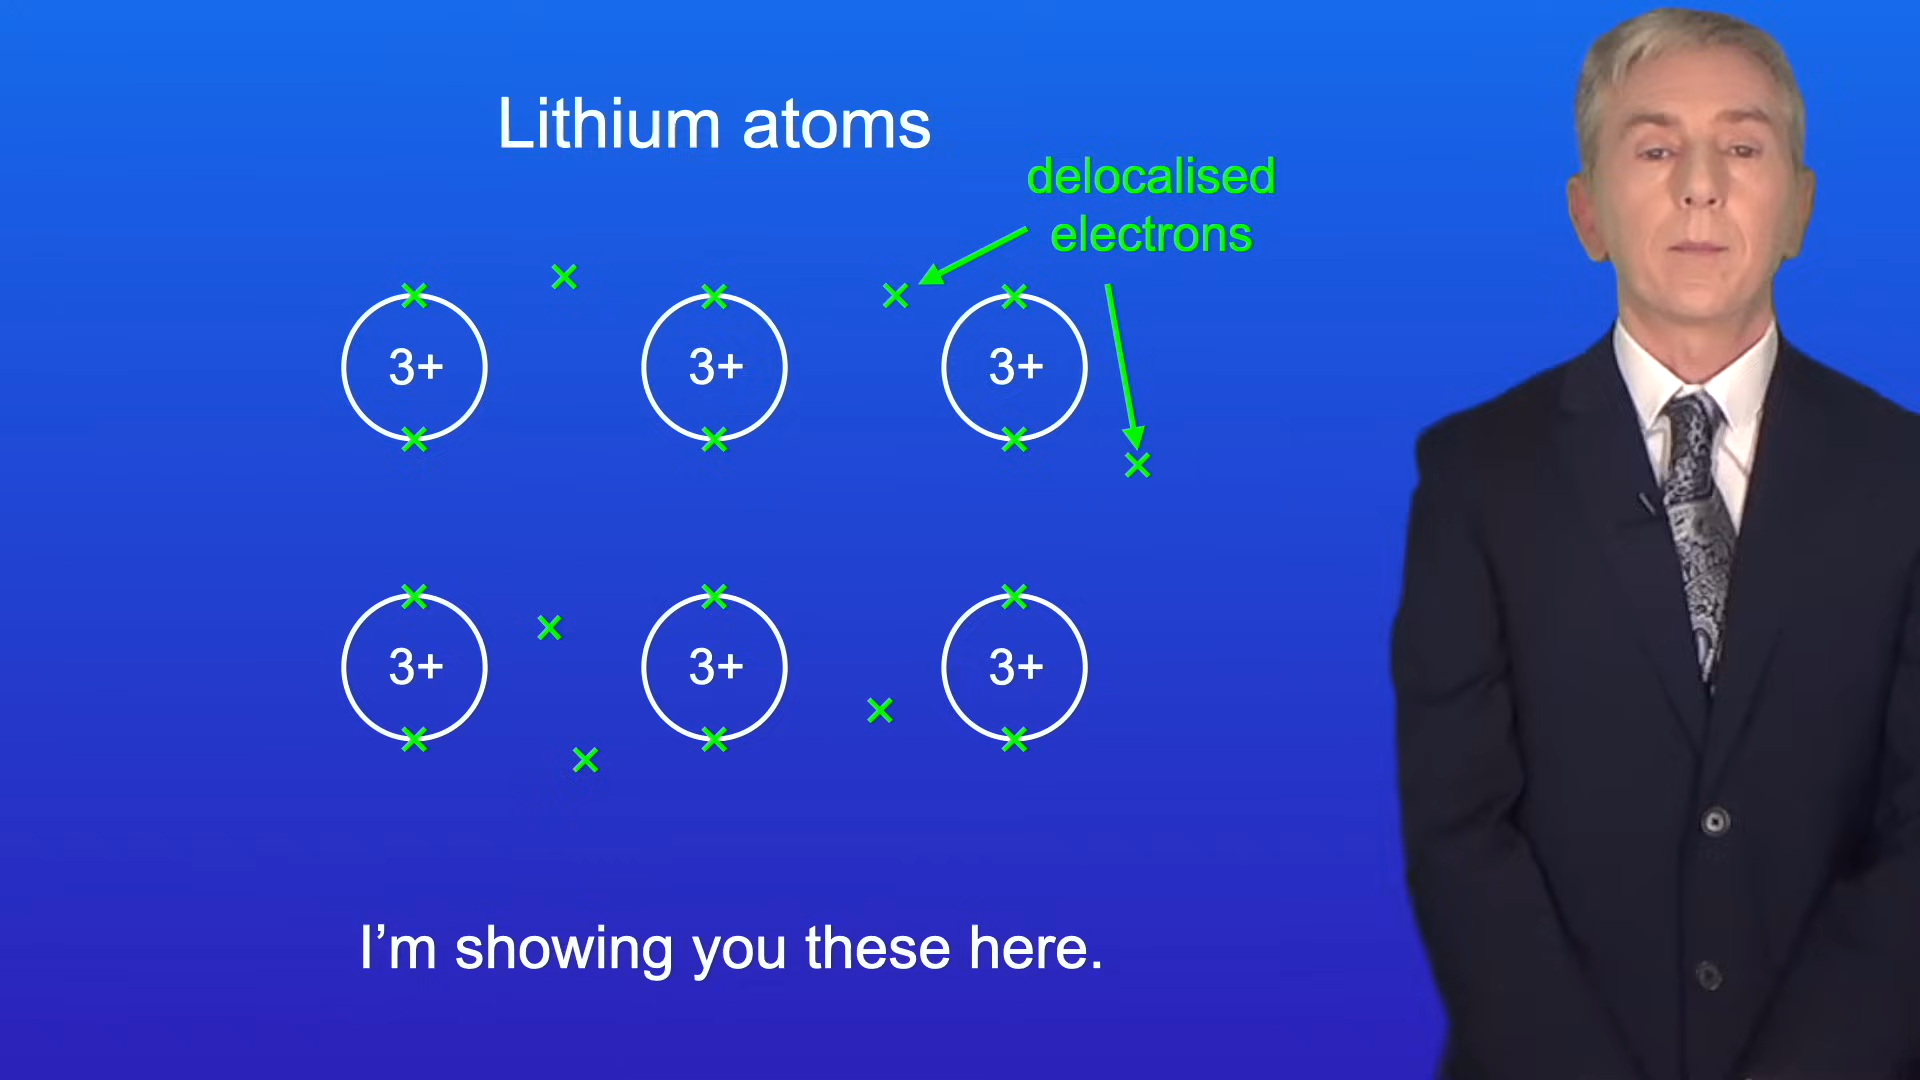 Lithium atoms
delocalised
electrons
3+ 3+ 3+
3+ 3+ 3+
I’m showing you these here.